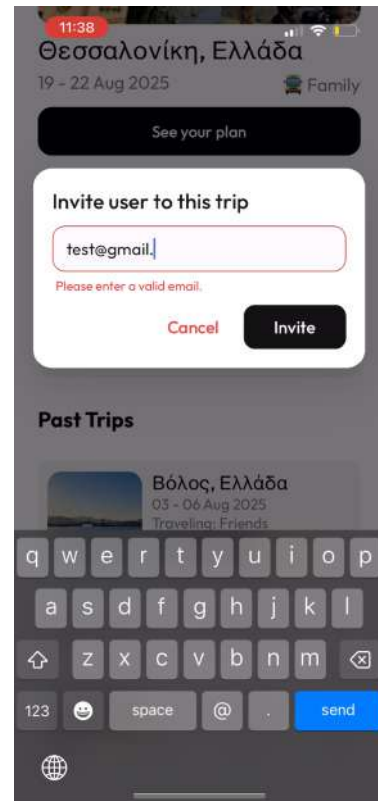 11:38
Θεσσαλονίκη, Ελλάδα
19 - 22 Aug 2025 Family
See your plan
Invite user to this trip
test@gmail.
Please enter a valid email.
Cancel Invite
Past Trips
Βόλος, Ελλάδα
03 - 06 Aug 2025
Traveling: Friends
q w e r t y u i o p
a s d f g h j k l
z x c v b n m
123 space @ . send